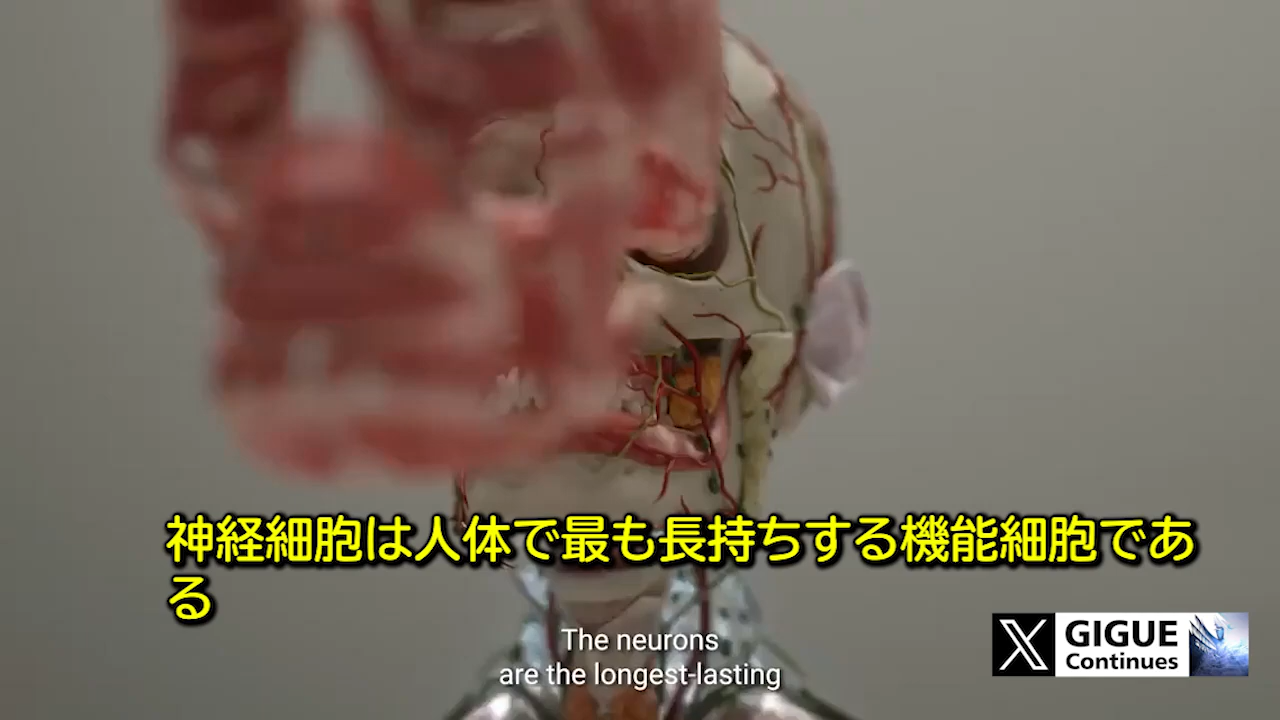 神経細胞は人体で最も長持ちする機能細胞であ
る
The neurons
are the longest-lasting
X GIGUE
Continues